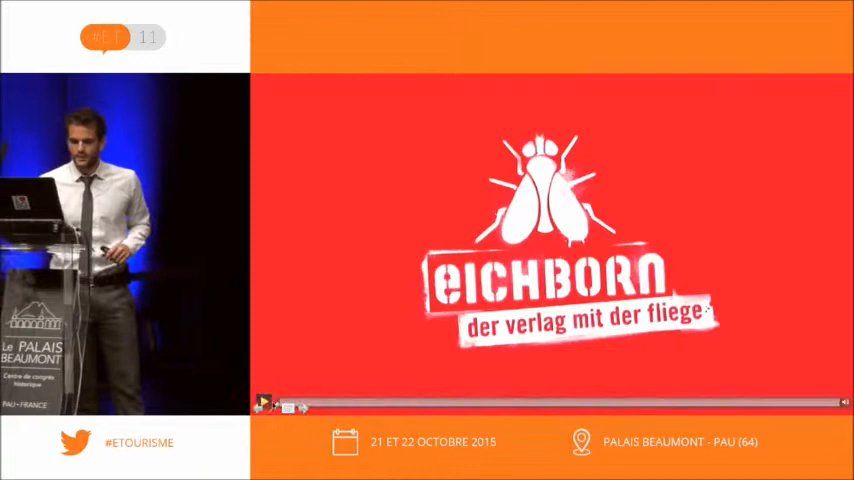 #ET 11
eICHBORn
der verlag mit der fliege
Le PALAIS
BEAUMONT
Centre de congrès
historique
PAU - FRANCE
#ETOURISME
21 ET 22 OCTOBRE 2015
PALAIS BEAUMONT - PAU (64)